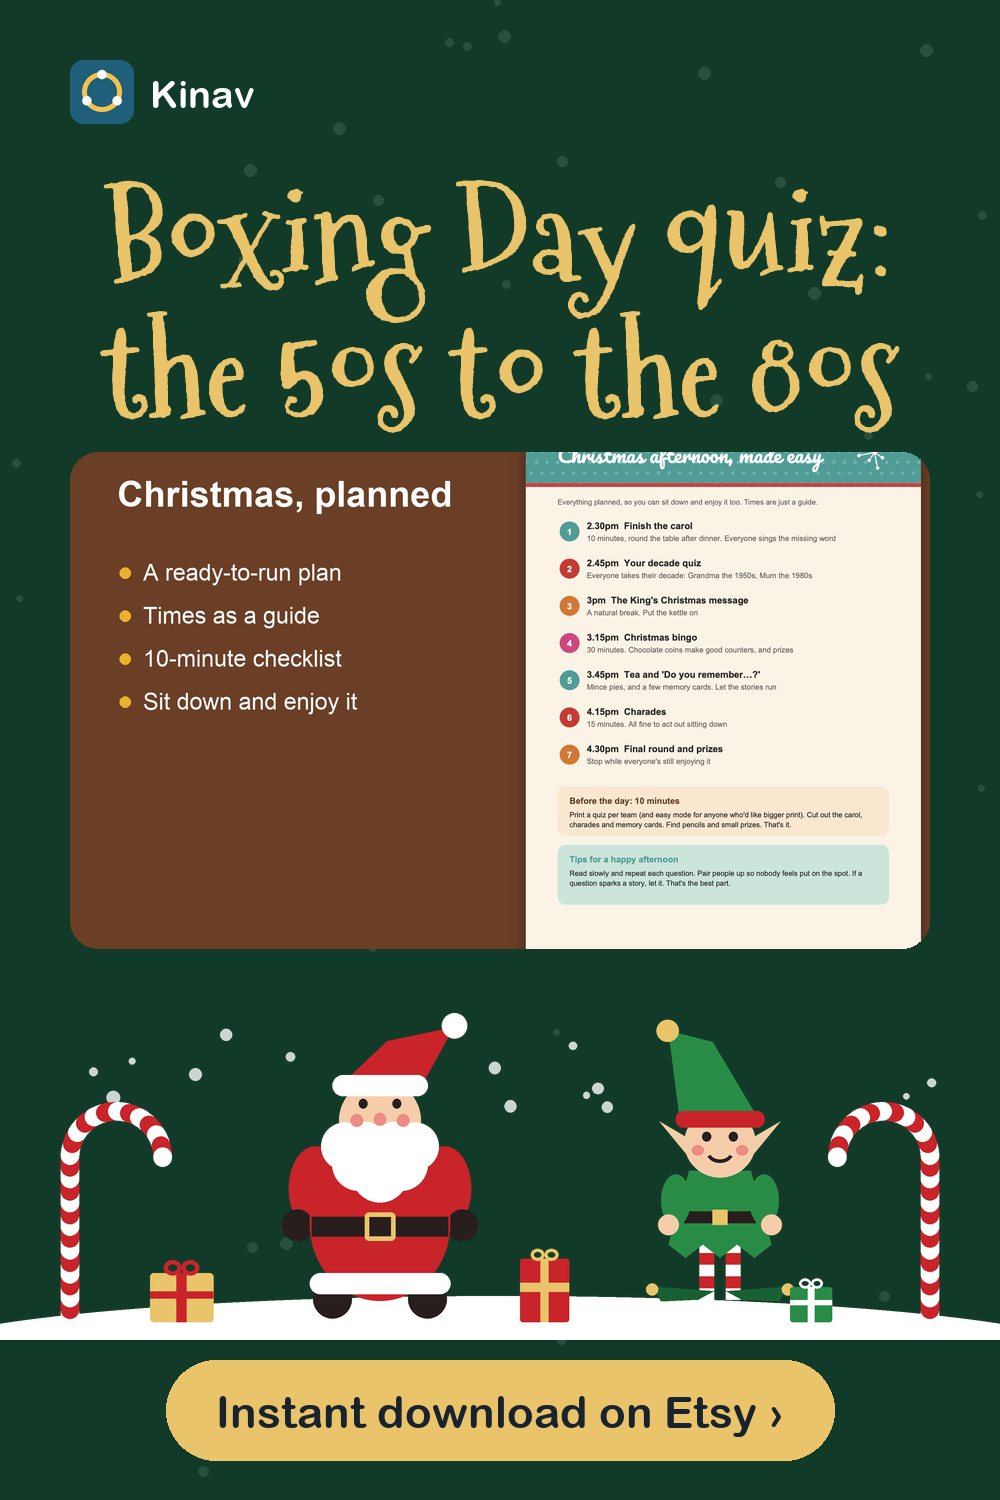 Kinav
Boxing Day quiz:
the 50s to the 80s
Christmas, planned
A ready-to-run plan
Times as a guide
10-minute checklist
Sit down and enjoy it
Christmas afternoon, made easy
Everything planned, so you can sit down and enjoy it too. Times are just a guide.
1 2.30pm Finish the carol
10 minutes, round the table after dinner. Everyone sings the missing word
2 2.45pm Your decade quiz
Everyone takes their decade: Grandma the 1950s, Mum the 1980s
3 3pm The King's Christmas message
A natural break. Put the kettle on
4 3.15pm Christmas bingo
30 minutes. Chocolate coins make good counters, and prizes
5 3.45pm Tea and 'Do you remember...?'
Mince pies, and a few memory cards. Let the stories run
6 4.15pm Charades
15 minutes. All fine to act out sitting down
7 4.30pm Final round and prizes
Stop while everyone's still enjoying it
Before the day: 10 minutes
Print a quiz per team (and easy mode for anyone who'd like bigger print). Cut out the carol,
charades and memory cards. Find pencils and small prizes. That's it.
Tips for a happy afternoon
Read slowly and repeat each question. Pair people up so nobody feels put on the spot. If a
question sparks a story, let it. That's the best part.
Instant download on Etsy ›